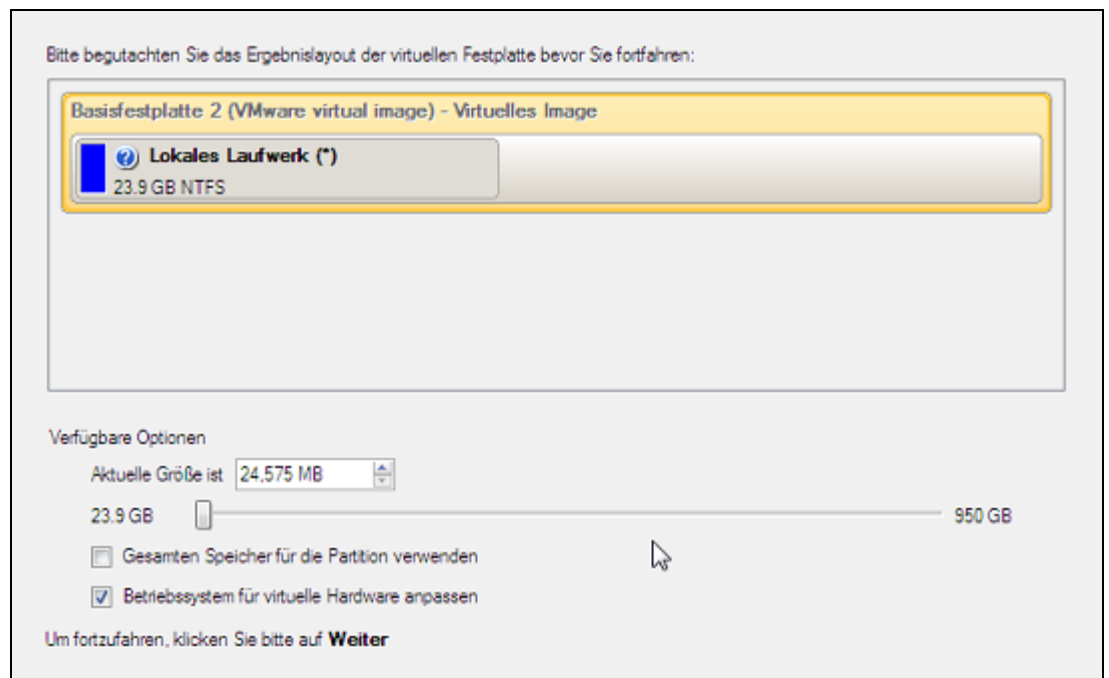 Bitte begutachten Sie das Ergebnislayout der virtuellen Festplatte bevor Sie fortfahren:
Basisfestplatte 2 (VMware virtual image) - Virtuelles Image
Lokales Laufwerk (*)
23.9 GB NTFS
Verfügbare Optionen
Aktuelle Größe ist 24,575 MB
23.9 GB 950 GB
Gesamten Speicher für die Partition verwenden
Betriebssystem für virtuelle Hardware anpassen
Um fortzufahren, klicken Sie bitte auf Weiter